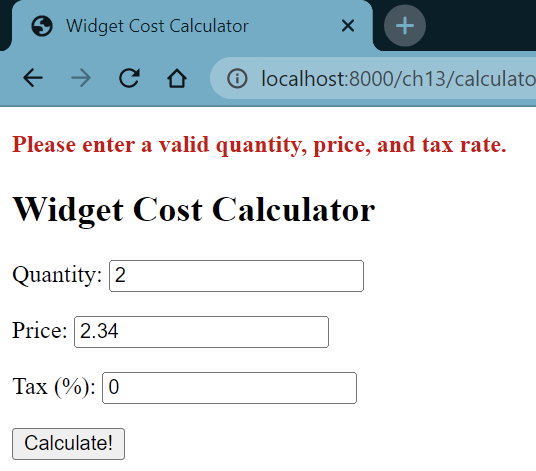 Widget Cost Calculator
localhost:8000/ch13/calculato
Please enter a valid quantity, price, and tax rate.
Widget Cost Calculator
Quantity: 2
Price: 2.34
Tax (%): 0
Calculate!